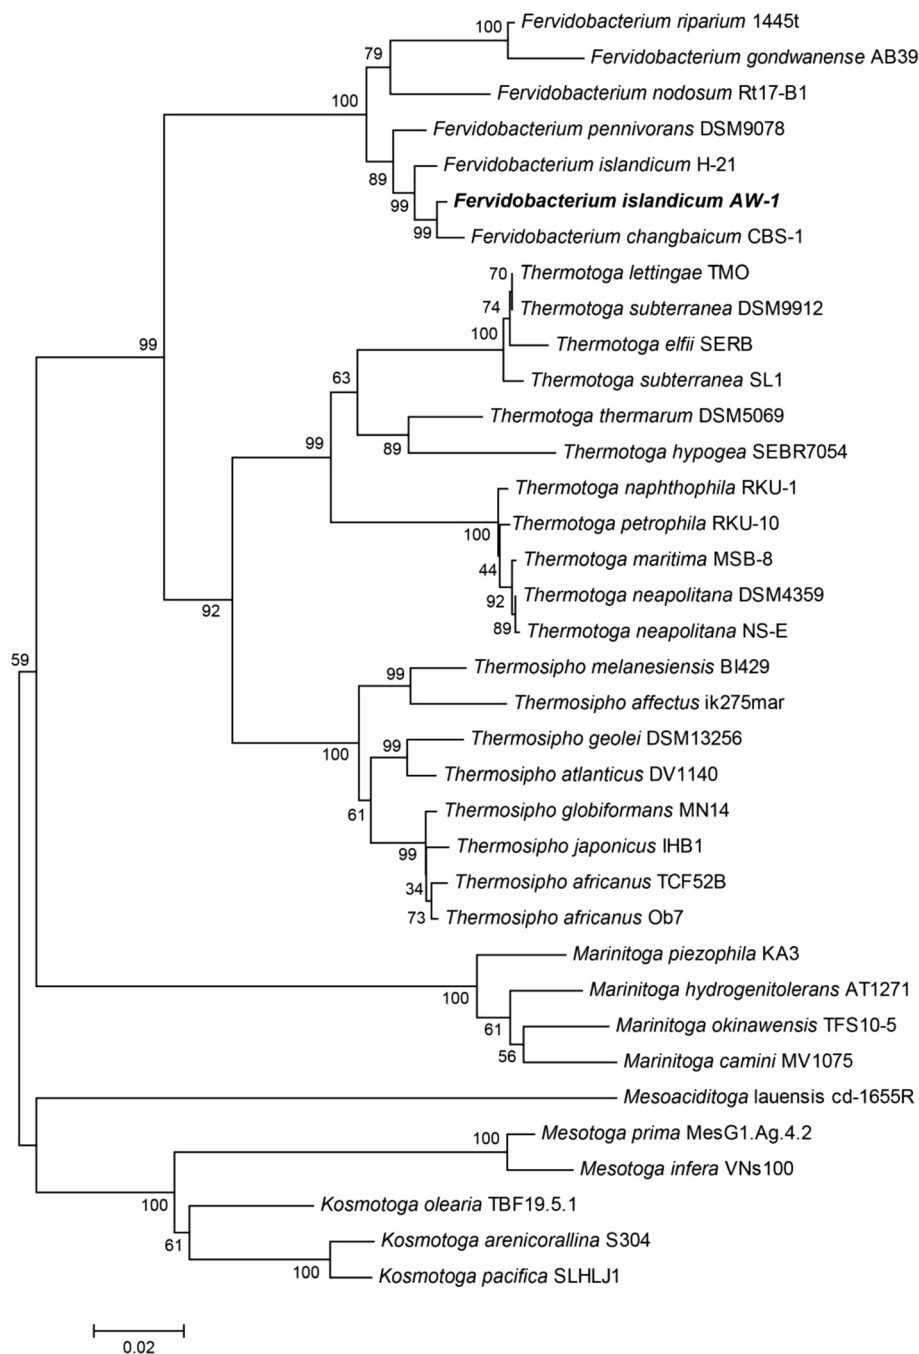 100
Fervidobacterium riparium 1445t
79
Fervidobacterium gondwanense AB39
100
Fervidobacterium nodosum Rt17-B1
Fervidobacterium pennivorans DSM9078
89
Fervidobacterium islandicum H-21
99
Fervidobacterium islandicum AW-1
99
Fervidobacterium changbaicum CBS-1
70
Thermotoga lettingae TMO
74
Thermotoga subterranea DSM9912
100
99
Thermotoga elfii SERB
63
Thermotoga subterranea SL1
Thermotoga thermarum DSM5069
99
89
Thermotoga hypogea SEBR7054
Thermotoga naphthophila RKU-1
Thermotoga petrophila RKU-10
100
Thermotoga maritima MSB-8
44
Thermotoga neapolitana DSM4359
92
92
89
Thermotoga neapolitana NS-E
59
Thermosipho melanesiensis BI429
99
Thermosipho affectus ik275mar
Thermosipho geolei DSM13256
99
100
Thermosipho atlanticus DV1140
61
Thermosipho globiformans MN14
Thermosipho japonicus IHB1
99
Thermosipho africanus TCF52B
34
73
Thermosipho africanus Ob7
Marinitoga piezophila KA3
100
Marinitoga hydrogenitolerans AT1271
61
Marinitoga okinawensis TFS10-5
56
Marinitoga camini MV1075
Mesoaciditoga lauensis cd-1655R
100
Mesotoga prima MesG1.Ag.4.2
Mesotoga infera VNs100
100
Kosmotoga olearia TBF19.5.1
61
Kosmotoga arenicorallina S304
100
Kosmotoga pacifica SLHLJ1
0.02